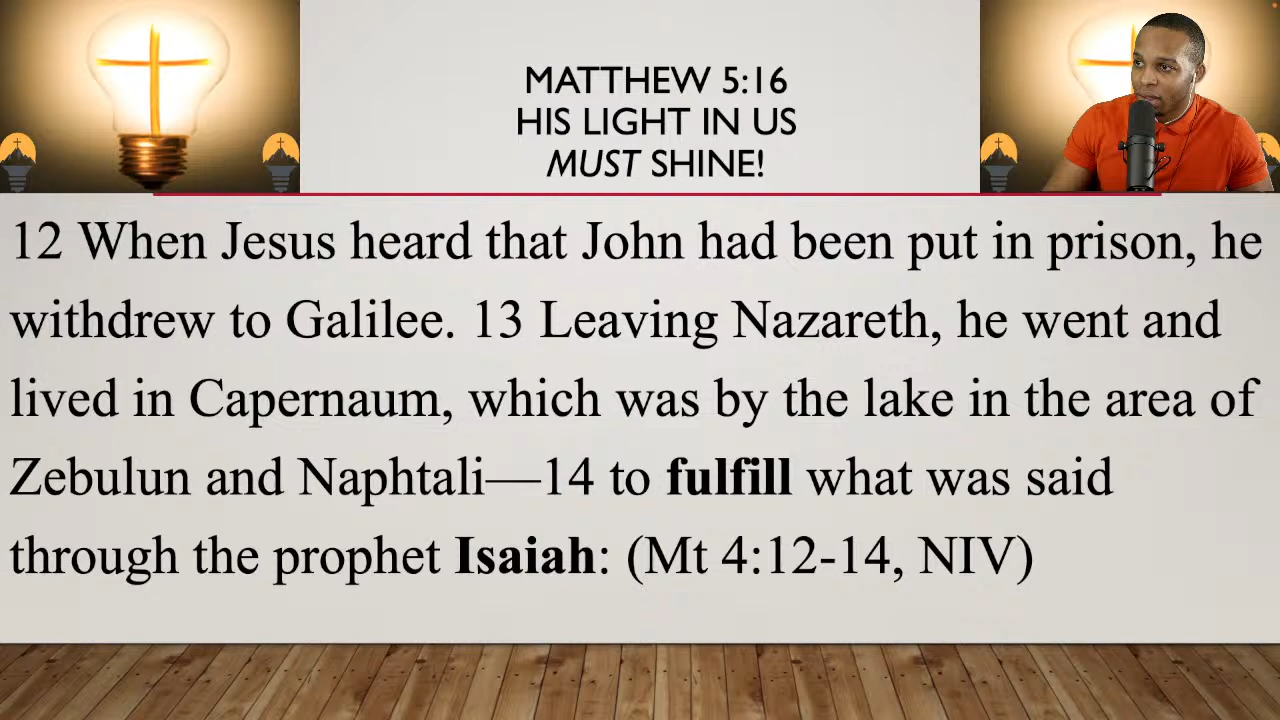 MATTHEW 5:16
HIS LIGHT IN US
MUST SHINE!
12 When Jesus heard that John had been put in prison, he
withdrew to Galilee. 13 Leaving Nazareth, he went and
lived in Capernaum, which was by the lake in the area of
Zebulun and Naphtali—14 to fulfill what was said
through the prophet Isaiah: (Mt 4:12-14, NIV)